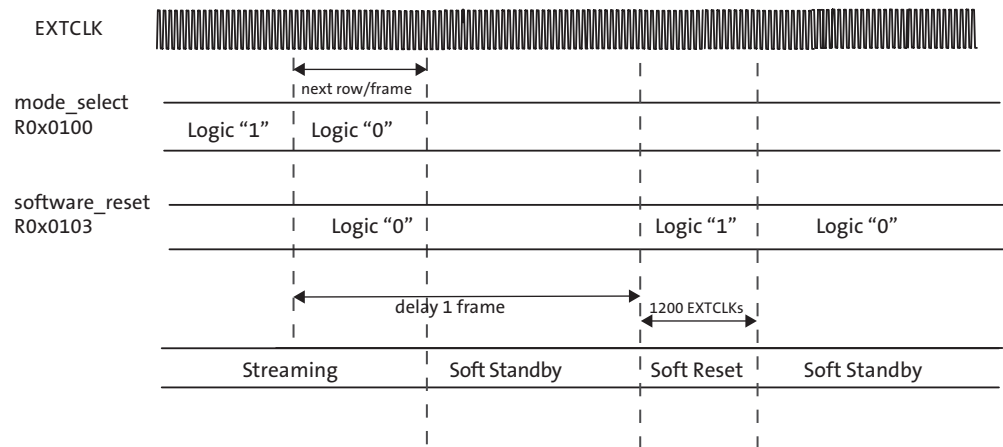 EXTCLK
next row/frame
mode_select
R0x0100
Logic “1” Logic “0”
software_reset
R0x0103
Logic “0” Logic “1” Logic “0”
delay 1 frame 1200 EXTCLKs
Streaming Soft Standby Soft Reset Soft Standby